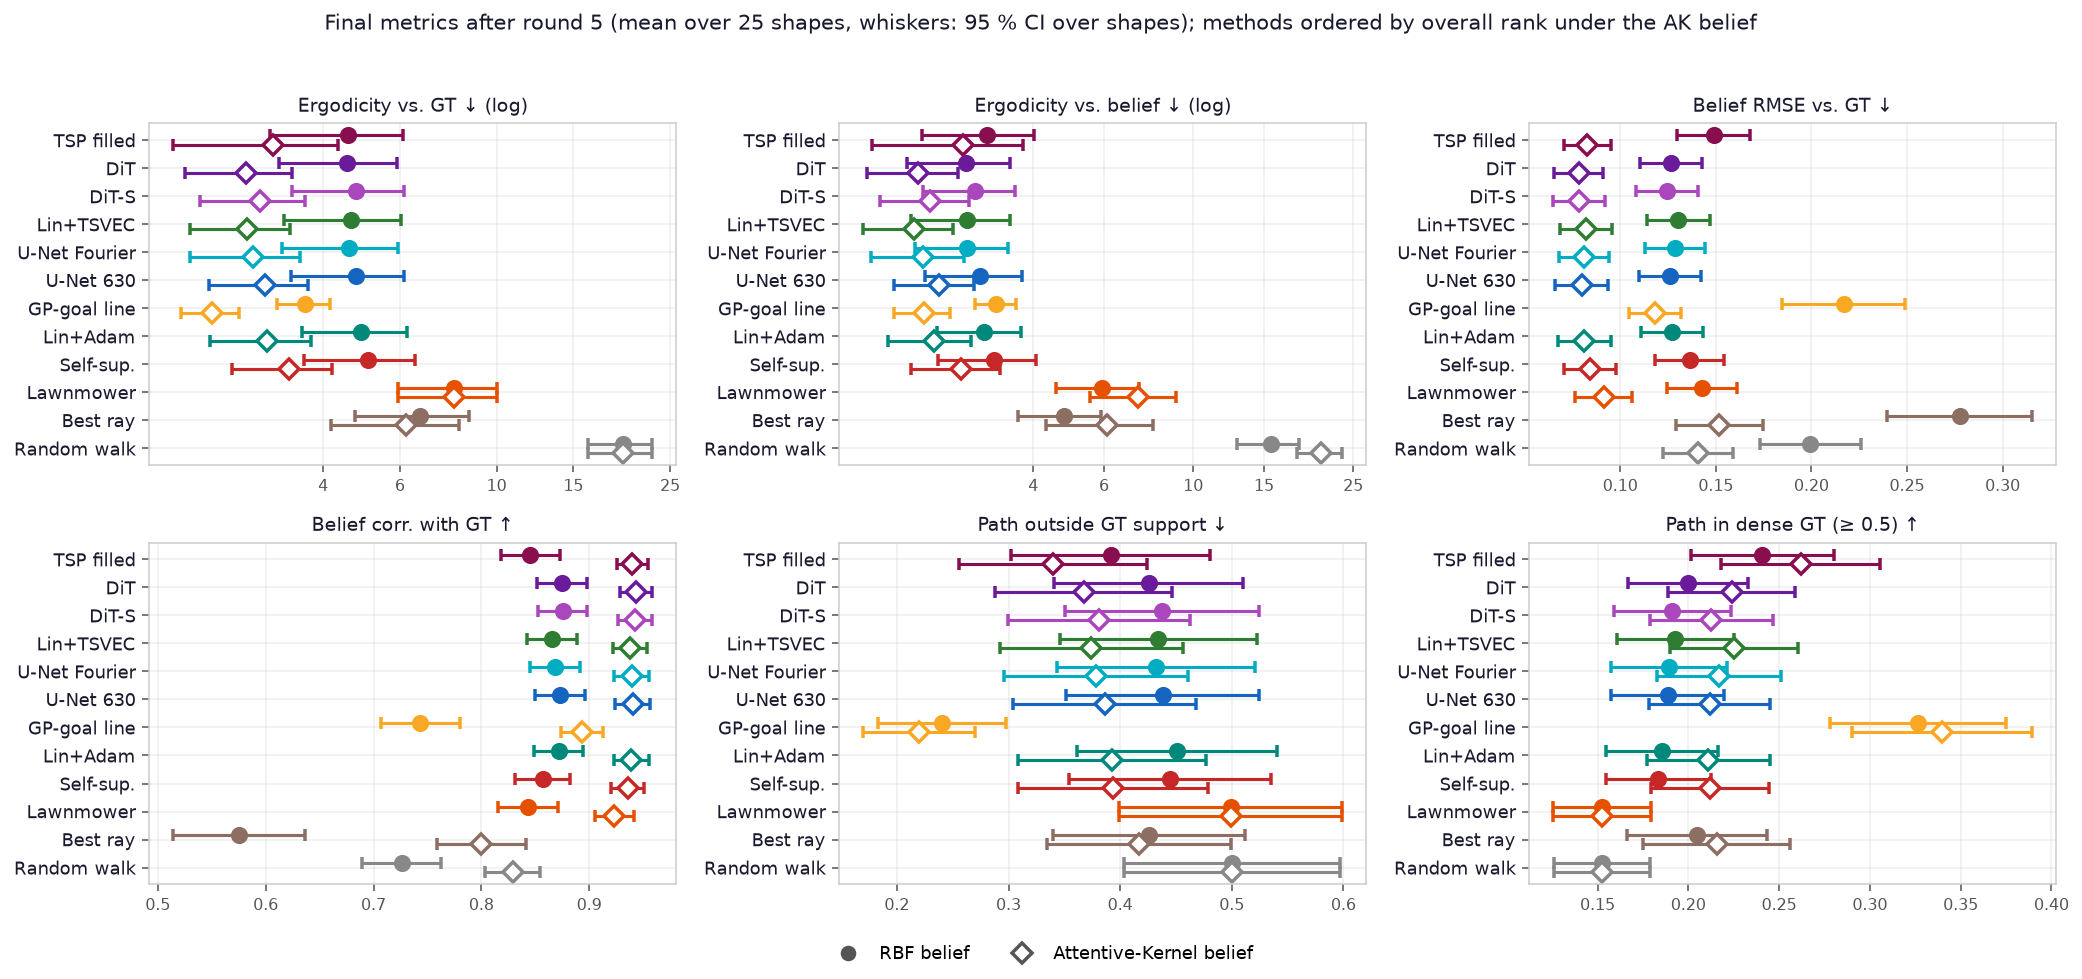 Final metrics after round 5 (mean over 25 shapes, whiskers: 95 % CI over shapes); methods ordered by overall rank under the AK belief
Ergodicity vs. GT ↓ (log)
TSP filled
DiT
DiT-S
Lin+TSVEC
U-Net Fourier
U-Net 630
GP-goal line
Lin+Adam
Self-sup.
Lawnmower
Best ray
Random walk
4 6 10 15 25
Ergodicity vs. belief ↓ (log)
TSP filled
DiT
DiT-S
Lin+TSVEC
U-Net Fourier
U-Net 630
GP-goal line
Lin+Adam
Self-sup.
Lawnmower
Best ray
Random walk
4 6 10 15 25
Belief RMSE vs. GT ↓
TSP filled
DiT
DiT-S
Lin+TSVEC
U-Net Fourier
U-Net 630
GP-goal line
Lin+Adam
Self-sup.
Lawnmower
Best ray
Random walk
0.10 0.15 0.20 0.25 0.30
Belief corr. with GT ↑
TSP filled
DiT
DiT-S
Lin+TSVEC
U-Net Fourier
U-Net 630
GP-goal line
Lin+Adam
Self-sup.
Lawnmower
Best ray
Random walk
0.5 0.6 0.7 0.8 0.9
Path outside GT support ↓
TSP filled
DiT
DiT-S
Lin+TSVEC
U-Net Fourier
U-Net 630
GP-goal line
Lin+Adam
Self-sup.
Lawnmower
Best ray
Random walk
0.2 0.3 0.4 0.5 0.6
Path in dense GT (≥ 0.5) ↑
TSP filled
DiT
DiT-S
Lin+TSVEC
U-Net Fourier
U-Net 630
GP-goal line
Lin+Adam
Self-sup.
Lawnmower
Best ray
Random walk
0.15 0.20 0.25 0.30 0.35 0.40
RBF belief
Attentive-Kernel belief